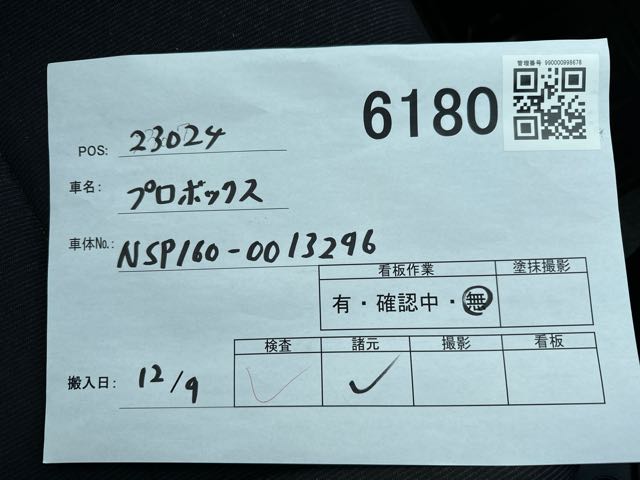 管理番号 990000998678
6180
POS: 23024
車名: プロボックス
車体No.: NSP160-0013296
看板作業 塗抹撮影
有・確認中・無
検査 諸元 撮影 看板
搬入日: 12/9